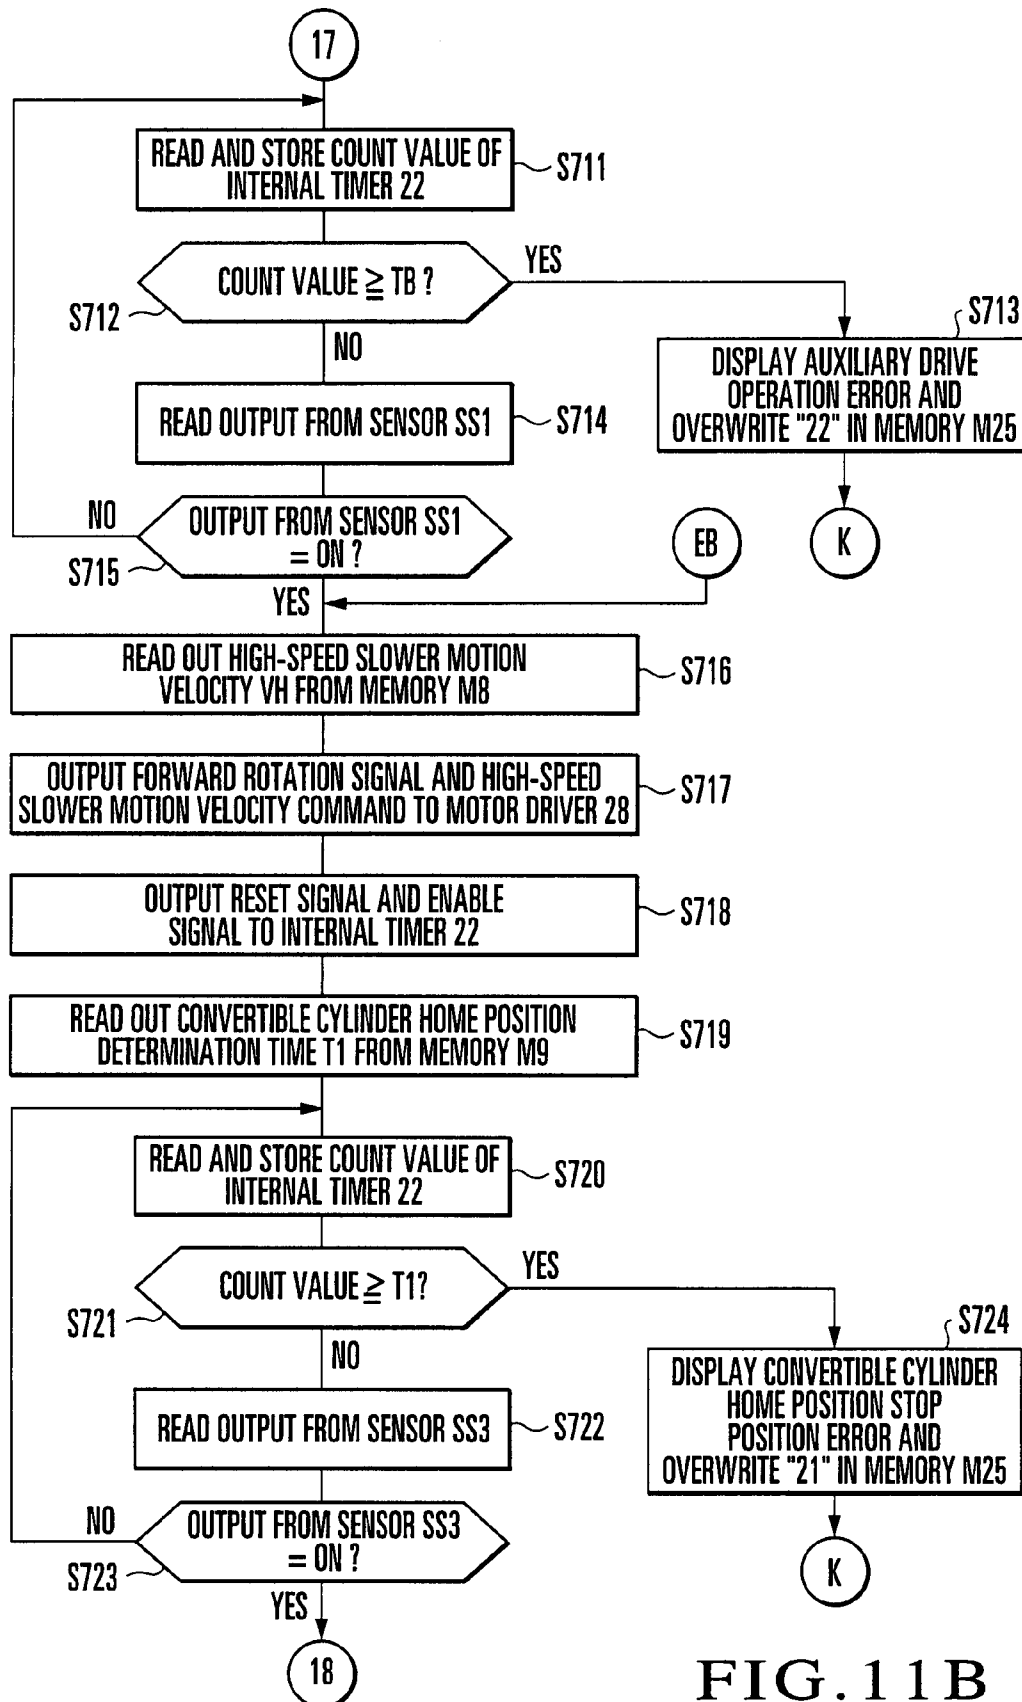 17
READ AND STORE COUNT VALUE OF
INTERNAL TIMER 22
S711
COUNT VALUE ≧ TB ?
YES
S712
NO
S713
DISPLAY AUXILIARY DRIVE
OPERATION ERROR AND
OVERWRITE "22" IN MEMORY M25
READ OUTPUT FROM SENSOR SS1
S714
NO
OUTPUT FROM SENSOR SS1
= ON ?
S715
EB
K
YES
READ OUT HIGH-SPEED SLOWER MOTION
VELOCITY VH FROM MEMORY M8
S716
OUTPUT FORWARD ROTATION SIGNAL AND HIGH-SPEED
SLOWER MOTION VELOCITY COMMAND TO MOTOR DRIVER 28
S717
OUTPUT RESET SIGNAL AND ENABLE
SIGNAL TO INTERNAL TIMER 22
S718
READ OUT CONVERTIBLE CYLINDER HOME POSITION
DETERMINATION TIME T1 FROM MEMORY M9
S719
READ AND STORE COUNT VALUE OF
INTERNAL TIMER 22
S720
COUNT VALUE ≧ T1?
YES
S721
NO
S724
DISPLAY CONVERTIBLE CYLINDER
HOME POSITION STOP
POSITION ERROR AND
OVERWRITE "21" IN MEMORY M25
READ OUTPUT FROM SENSOR SS3
S722
NO
OUTPUT FROM SENSOR SS3
= ON ?
S723
K
YES
18
FIG.11B